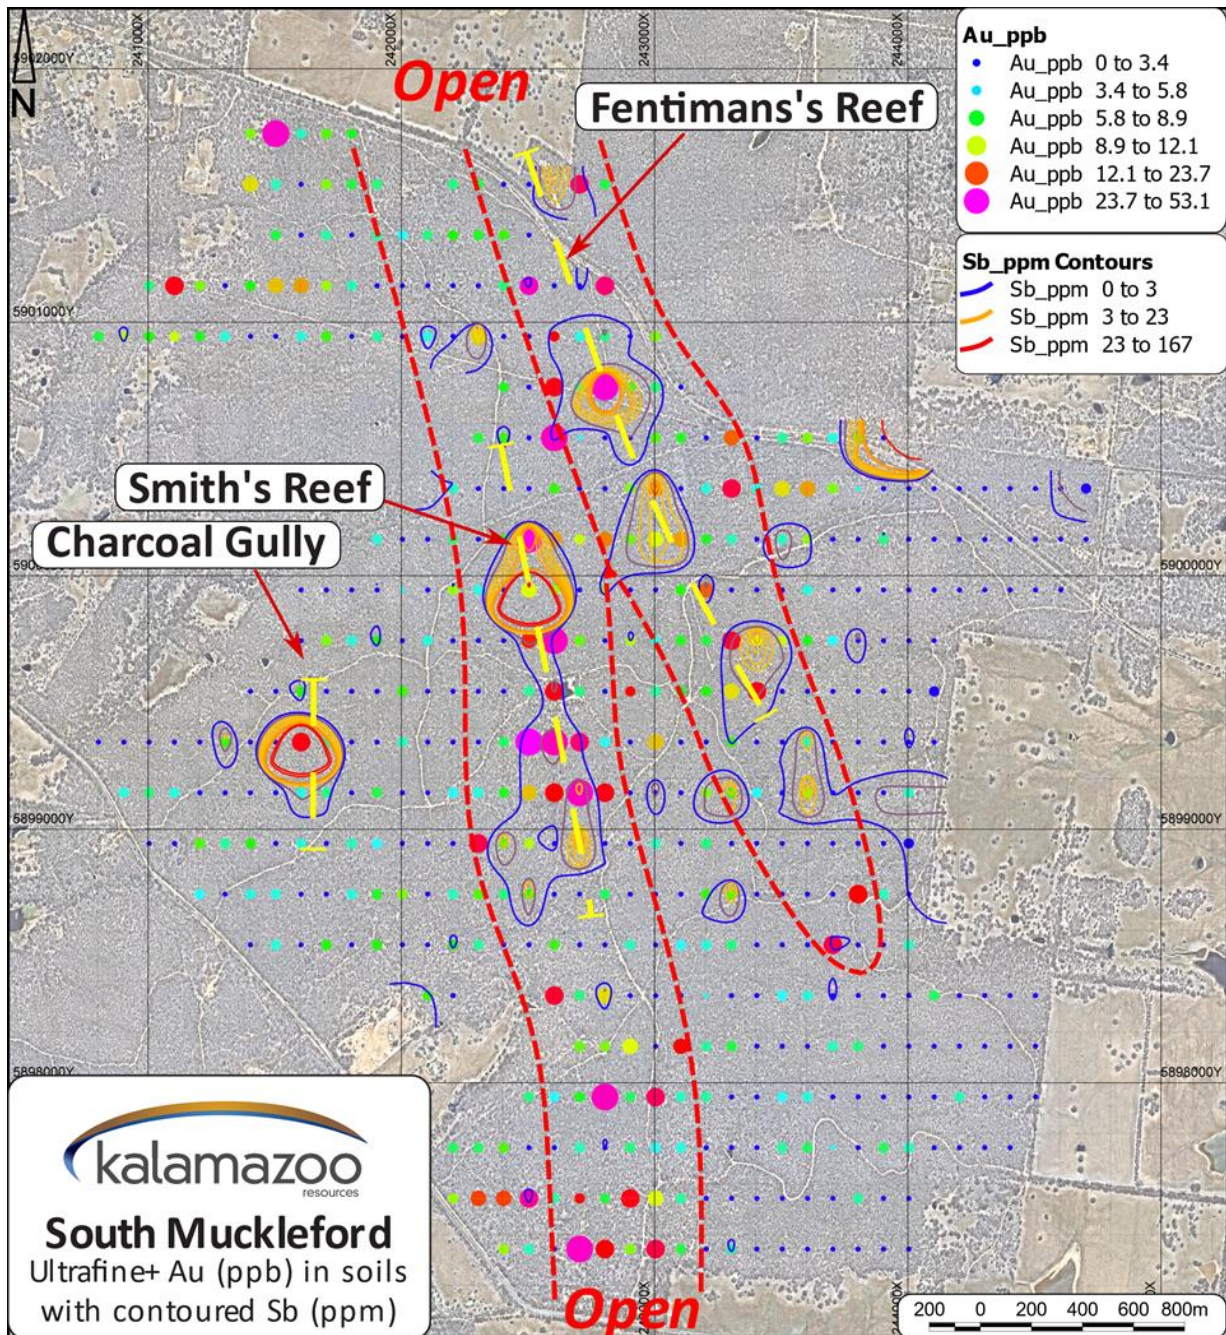 241000X
242000X
243000X
244000X
5902000Y
N
Open
Fentimans's Reef
Au_ppb
Au_ppb 0 to 3.4
Au_ppb 3.4 to 5.8
Au_ppb 5.8 to 8.9
Au_ppb 8.9 to 12.1
Au_ppb 12.1 to 23.7
Au_ppb 23.7 to 53.1
Sb_ppm Contours
Sb_ppm 0 to 3
Sb_ppm 3 to 23
Sb_ppm 23 to 167
5901000Y
Smith's Reef
Charcoal Gully
5900000Y
5899000Y
5898000Y
kalamazoo
resources
South Muckleford
Ultrafine+ Au (ppb) in soils
with contoured Sb (ppm)
Open
200 0 200 400 600 800m